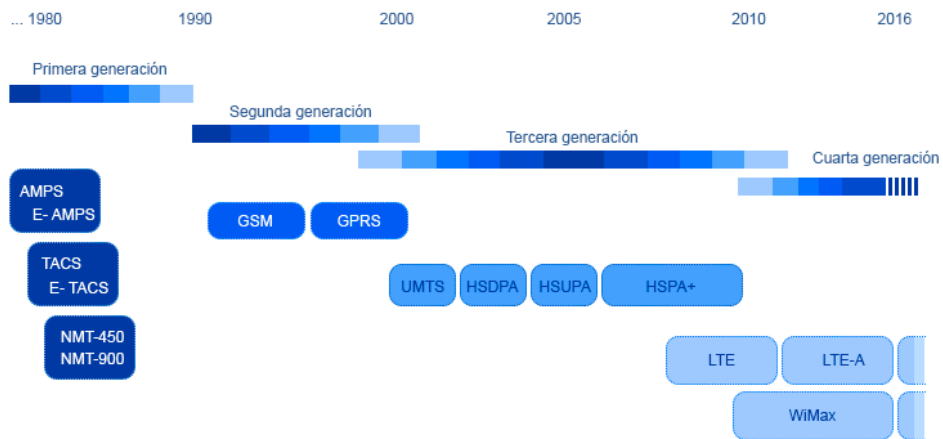 ... 1980 1990 2000 2005 2010 2016
Primera generación
Segunda generación
Tercera generación
Cuarta generación
AMPS
E- AMPS
GSM GPRS
TACS
E- TACS
UMTS HSDPA HSUPA HSPA+
NMT-450
NMT-900
LTE LTE-A
WiMax